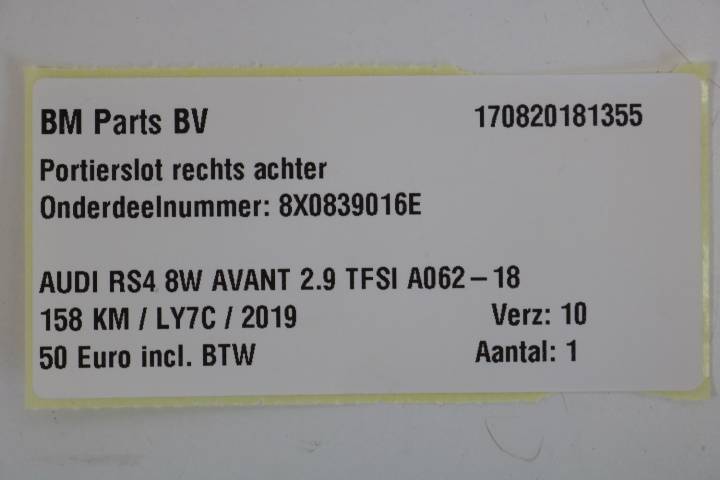 BM Parts BV 170820181355
Portierslot rechts achter
Onderdeelnummer: 8X0839016E
AUDI RS4 8W AVANT 2.9 TFSI A062-18
158 KM / LY7C / 2019 Verz: 10
50 Euro incl. BTW Aantal: 1